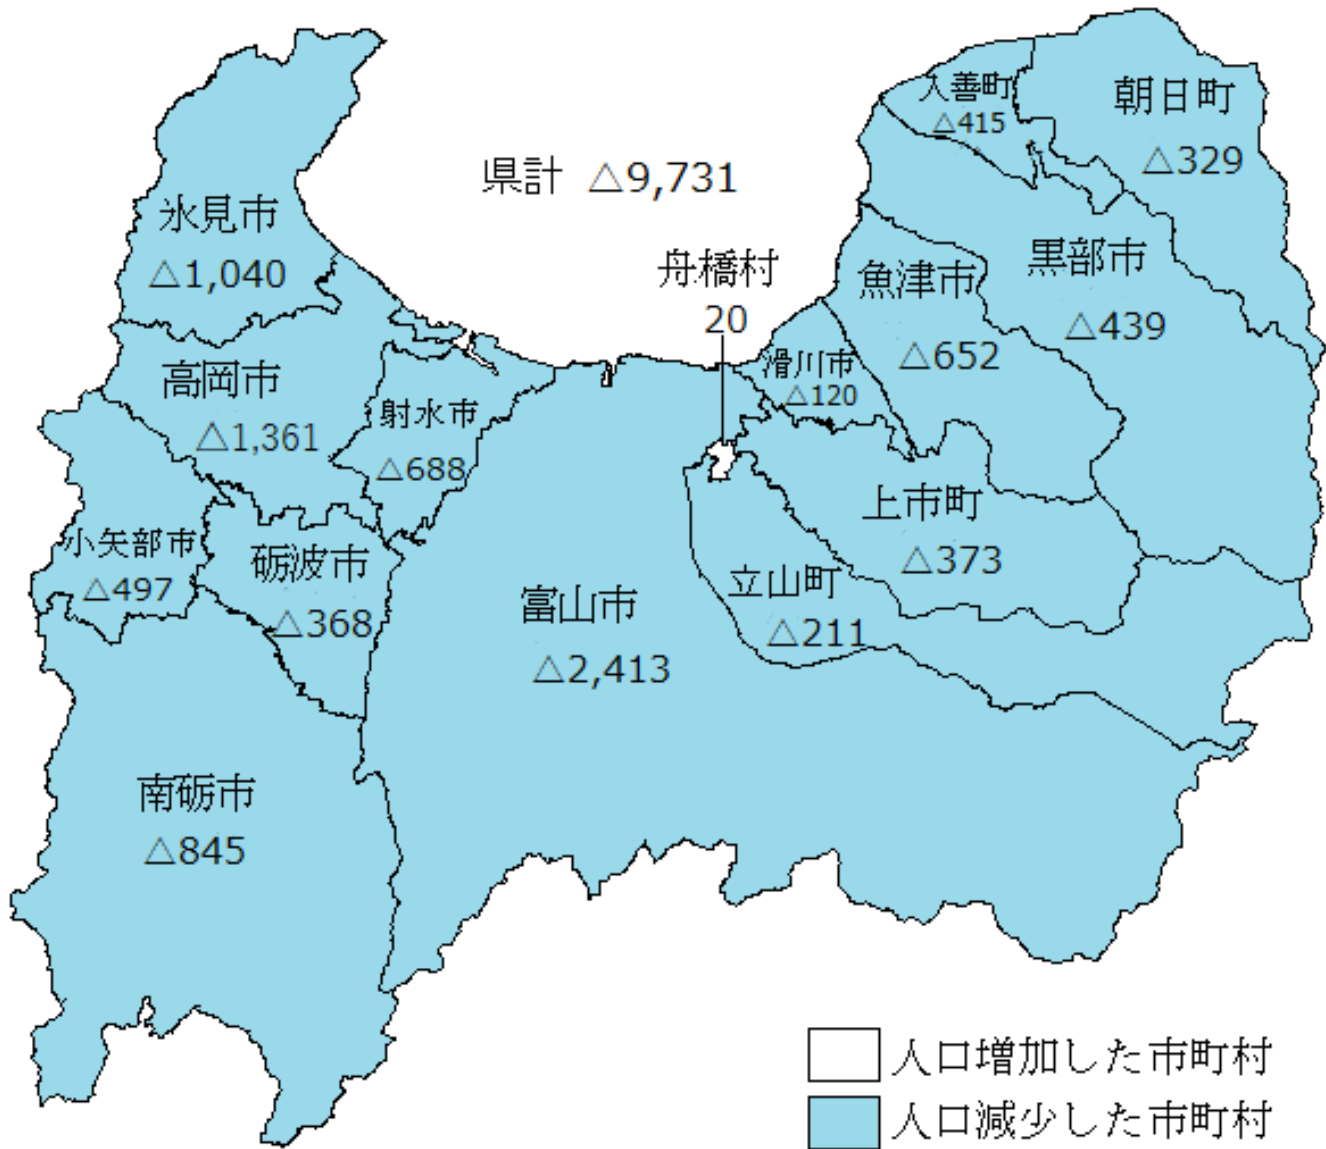 入善町
△415
朝日町
△329
県計 △9,731
氷見市
△1,040
舟橋村
20
魚津市
△652
黒部市
△439
高岡市
△1,361
射水市
△688
滑川市
△120
小矢部市
△497
砺波市
△368
富山市
△2,413
立山町
△211
上市町
△373
南砺市
△845
人口増加した市町村
人口減少した市町村